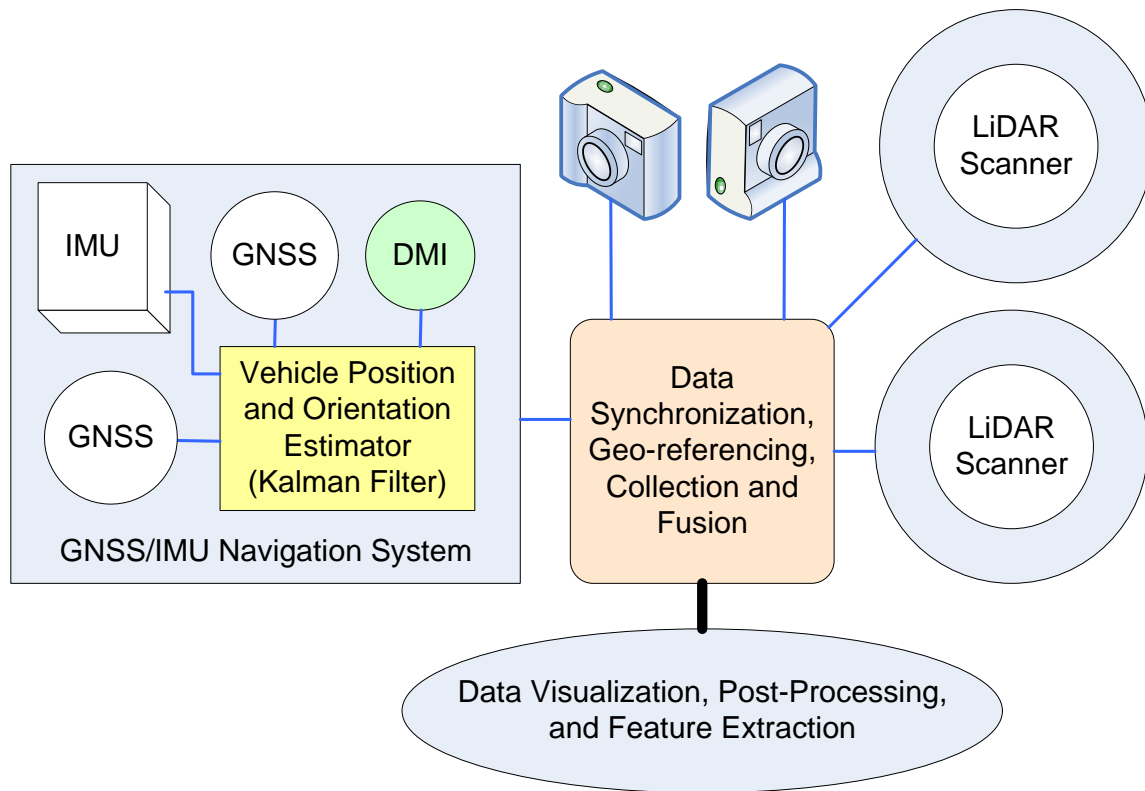 LiDAR
Scanner
IMU
GNSS
DMI
Vehicle Position
and Orientation
Estimator
(Kalman Filter)
GNSS
GNSS/IMU Navigation System
Data
Synchronization,
Geo-referencing,
Collection and
Fusion
LiDAR
Scanner
Data Visualization, Post-Processing,
and Feature Extraction